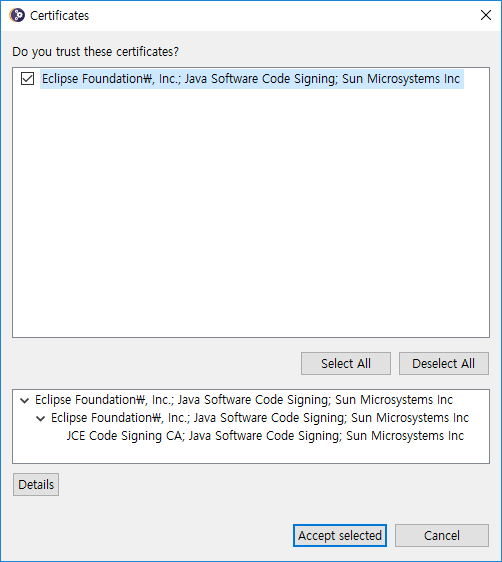 Certificates
Do you trust these certificates?
Eclipse Foundation₩, Inc.; Java Software Code Signing; Sun Microsystems Inc
Select All
Deselect All
Eclipse Foundation₩, Inc.; Java Software Code Signing; Sun Microsystems Inc
Eclipse Foundation₩, Inc.; Java Software Code Signing; Sun Microsystems Inc
JCE Code Signing CA; Java Software Code Signing; Sun Microsystems Inc
Details
Accept selected
Cancel